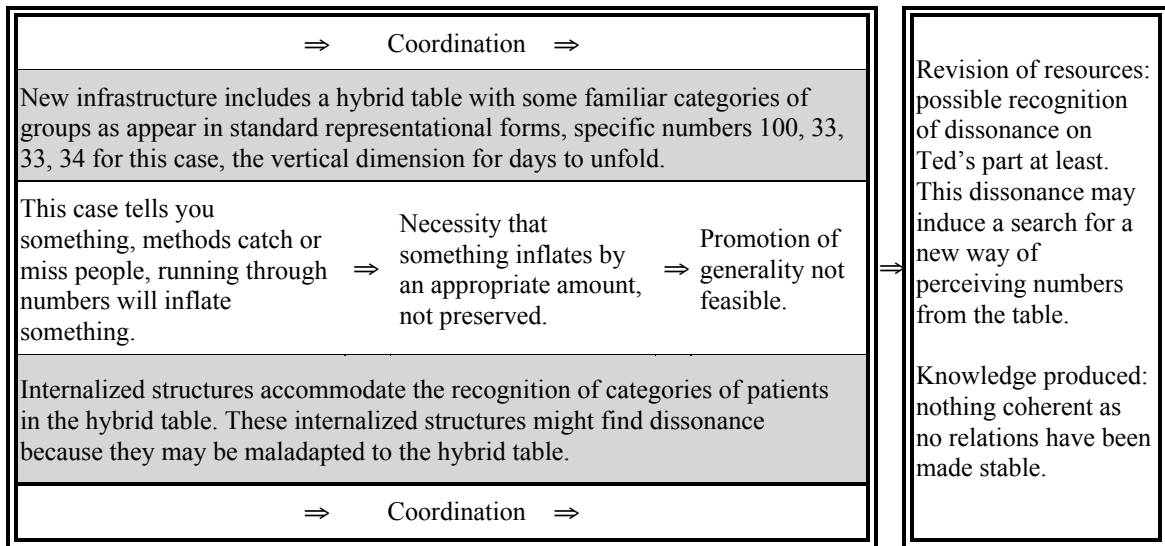 ⇒ Coordination ⇒
New infrastructure includes a hybrid table with some familiar categories of
groups as appear in standard representational forms, specific numbers 100, 33,
33, 34 for this case, the vertical dimension for days to unfold.
This case tells you
something, methods catch or
miss people, running through
numbers will inflate
something.
⇒
Necessity that
something inflates by
an appropriate amount,
not preserved.
⇒
Promotion of
generality not
feasible.
Internalized structures accommodate the recognition of categories of patients
in the hybrid table. These internalized structures might find dissonance
because they may be maladapted to the hybrid table.
⇒ Coordination ⇒
⇒
Revision of resources:
possible recognition
of dissonance on
Ted’s part at least.
This dissonance may
induce a search for a
new way of
perceiving numbers
from the table.
Knowledge produced:
nothing coherent as
no relations have been
made stable.